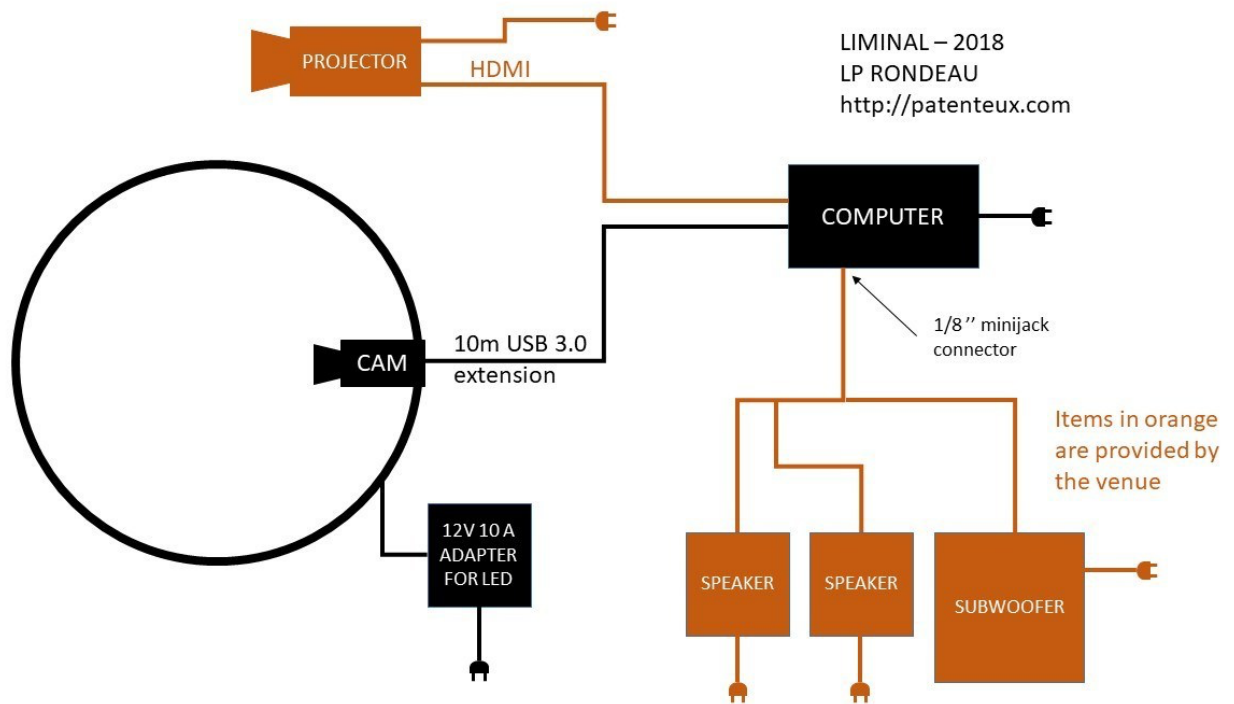 PROJECTOR
HDMI
LIMINAL – 2018
LP RONDEAU
http://patenteux.com
COMPUTER
1/8’’ minijack
connector
CAM
10m USB 3.0
extension
Items in orange
are provided by
the venue
12V 10 A
ADAPTER
FOR LED
SPEAKER
SPEAKER
SUBWOOFER